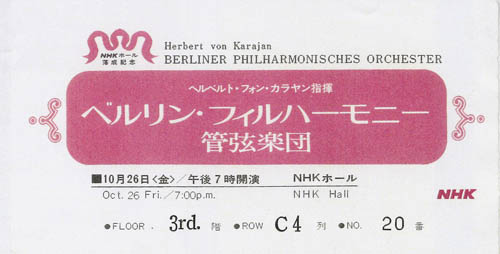 NHKホール
落成記念
Herbert von Karajan
BERLINER PHILHARMONISCHES ORCHESTER
ヘルベルト・フォン・カラヤン指揮
ベルリン・フィルハーモニー
管弦楽団
■10月26日<金>／午後7時開演 NHKホール
Oct. 26 Fri./7:00p.m. NHK Hall
NHK
●FLOOR. 3rd. 階 ●ROW C4 列 ●NO. 20 番